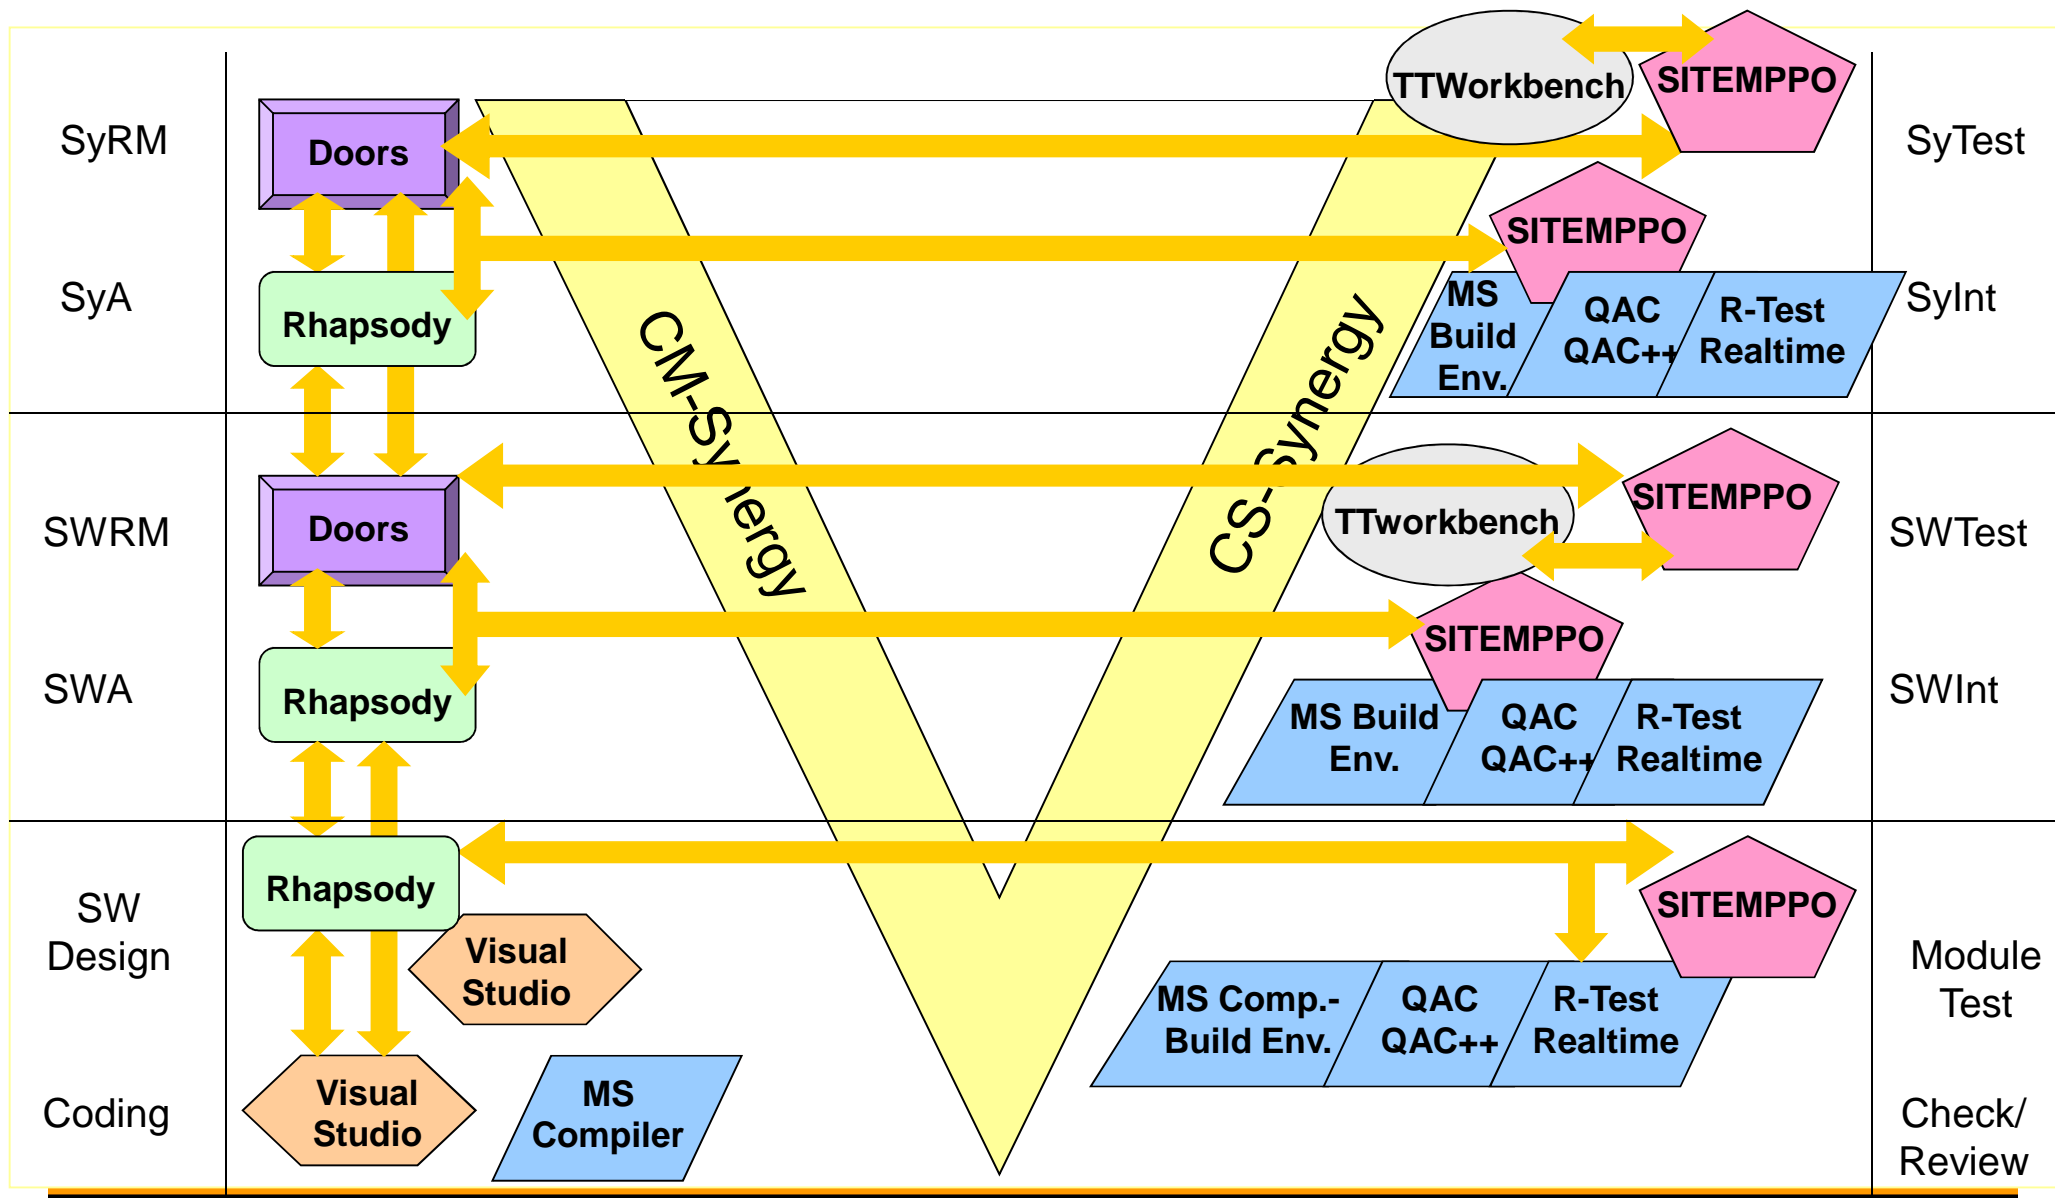 TTWorkbench
SITEMPPO
SyRM
Doors
SyTest
SITEMPPO
SyA
Rhapsody
MS
Build
Env.
QAC
QAC++
R-Test
Realtime
SyInt
CM-Synergy
CS-Synergy
SWRM
Doors
TTworkbench
SITEMPPO
SWTest
SITEMPPO
SWA
Rhapsody
MS Build
Env.
QAC
QAC++
R-Test
Realtime
SWInt
SW
Design
Rhapsody
Visual
Studio
SITEMPPO
MS Comp.-
Build Env.
QAC
QAC++
R-Test
Realtime
Module
Test
Coding
Visual
Studio
MS
Compiler
Check/
Review